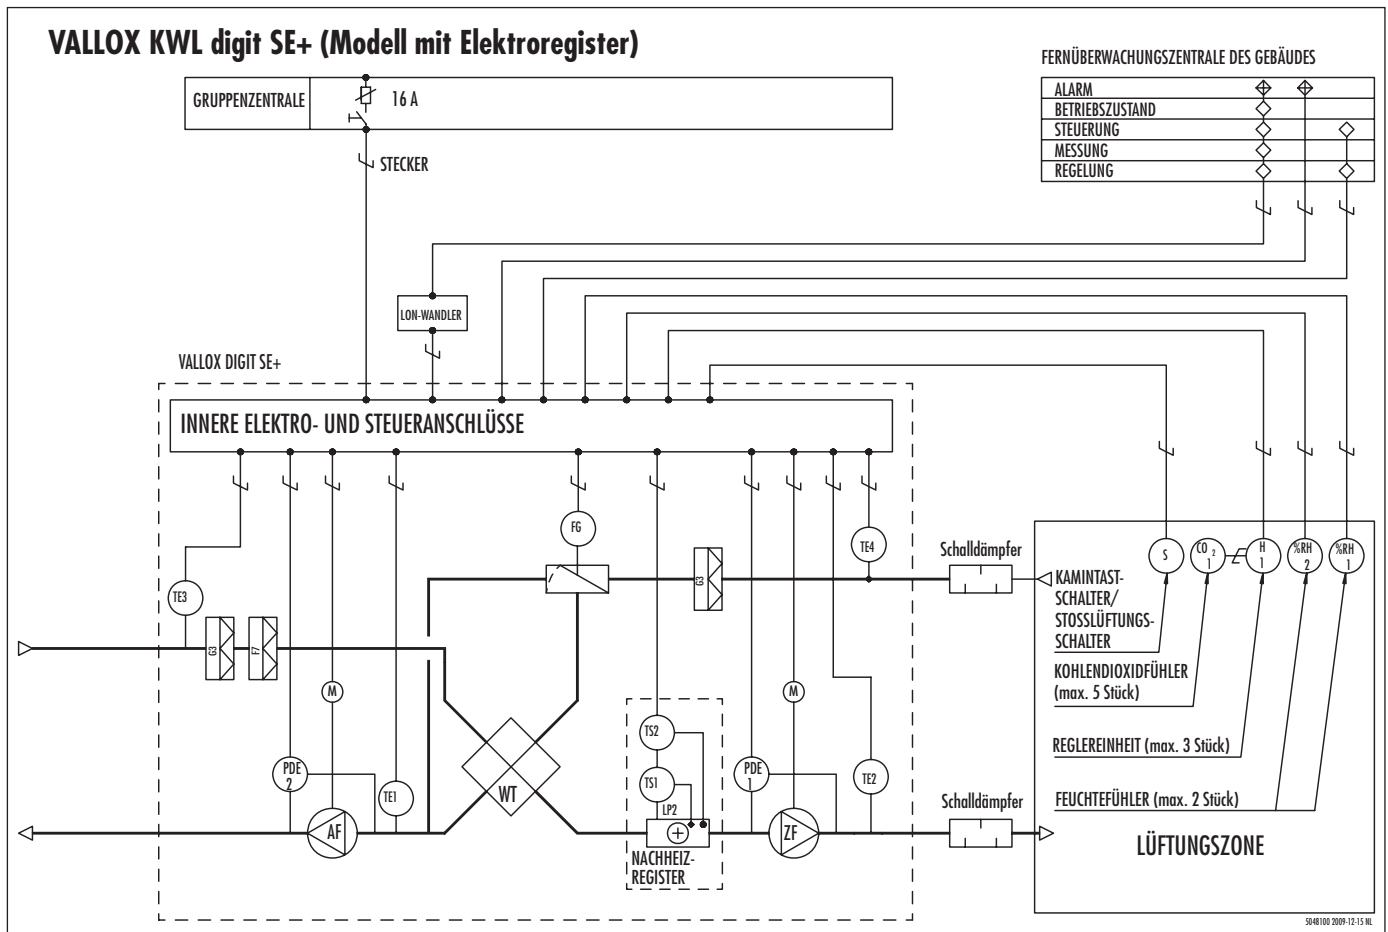 VALLOX KWL digit SE+ (Modell mit Elektroregister)
FERNÜBERWACHUNGSZENTRALE DES GEBÄUDES
GRUPPENZENTRALE
16 A
ALARM
BETRIEBSZUSTAND
STEUERUNG
MESSUNG
REGELUNG
STECKER
LON-WANDLER
VALLOX DIGIT SE+
INNERE ELEKTRO- UND STEUERANSCHLÜSSE
FG
TE4
Schalldämpfer
S
CO2
1
H
1
%RH
2
%RH
1
TE3
G3
F7
G3
KAMINTAST-
SCHALTER/
STOSSLÜFTUNGS-
SCHALTER
KOHLENDIOXIDFÜHLER
(max. 5 Stück)
M
M
TS2
REGLEREINHEIT (max. 3 Stück)
PDE
2
TE1
WT
TS1
PDE
1
TE2
FEUCHTEFÜHLER (max. 2 Stück)
LP2
Schalldämpfer
AF
ZF
NACHHEIZ-
REGISTER
LÜFTUNGSZONE
5048100 2009-12-15 NL